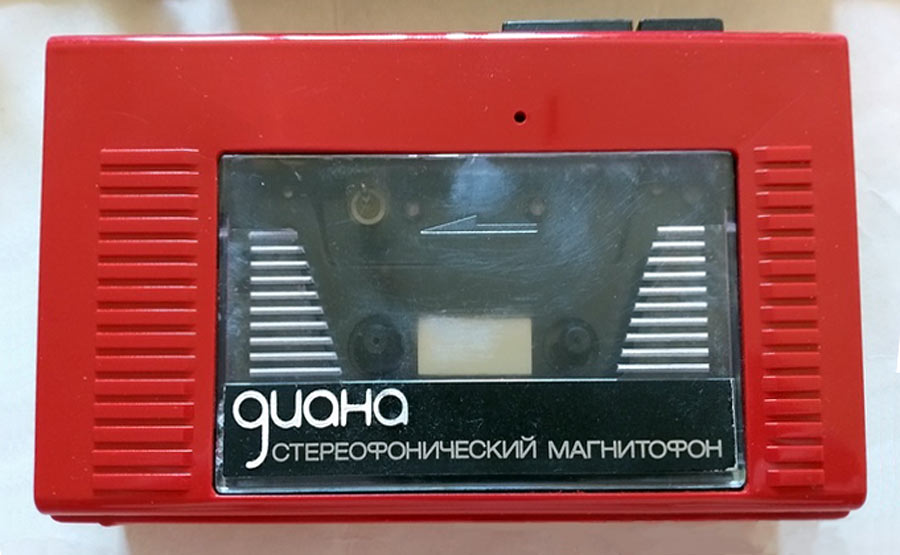 диана
СТЕРЕОФОНИЧЕСКИЙ МАГНИТОФОН